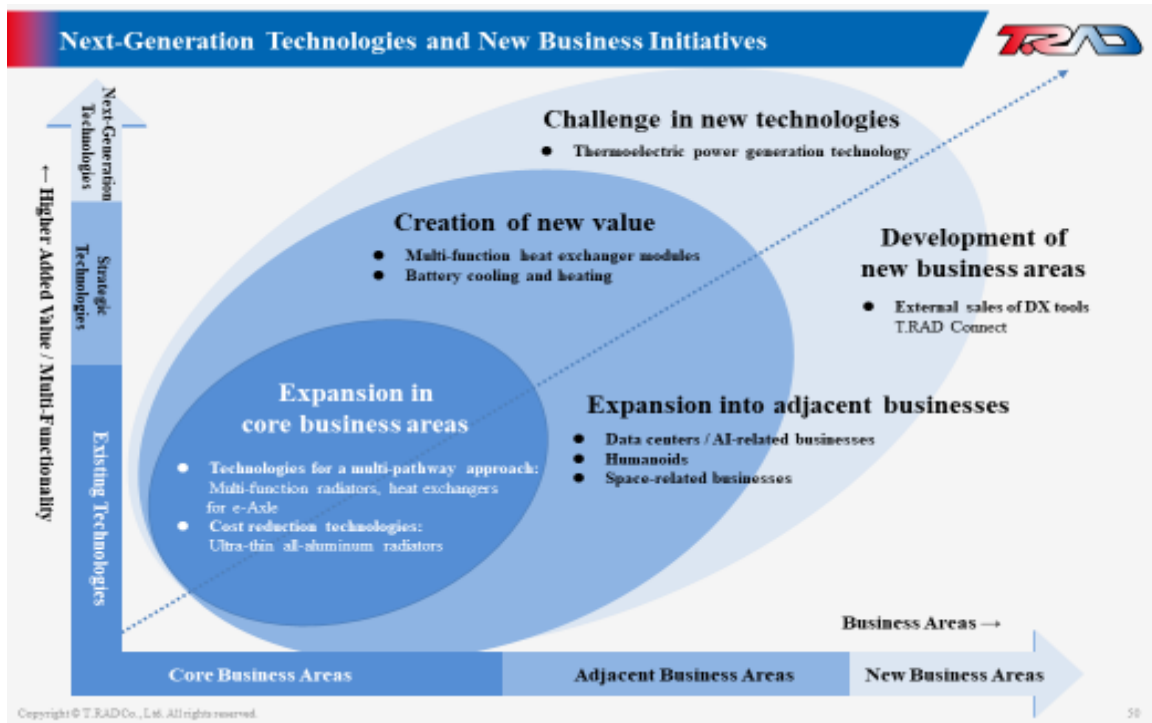 Next-Generation Technologies and New Business Initiatives
T.RAD
Next-Generation
Technologies
Strategic
Technologies
Existing Technologies
← Higher Added Value / Multi-Functionality
Challenge in new technologies
● Thermoelectric power generation technology
Creation of new value
● Multi-function heat exchanger modules
● Battery cooling and heating
Development of
new business areas
● External sales of DX tools
T.RAD Connect
Expansion in
core business areas
● Technologies for a multi-pathway approach:
Multi-function radiators, heat exchangers
for e-Axle
● Cost reduction technologies:
Ultra-thin all-aluminum radiators
Expansion into adjacent businesses
● Data centers / AI-related businesses
● Humanoids
● Space-related businesses
Business Areas →
Core Business Areas
Adjacent Business Areas
New Business Areas
Copyright © T.RAD Co., Ltd. All rights reserved.
50